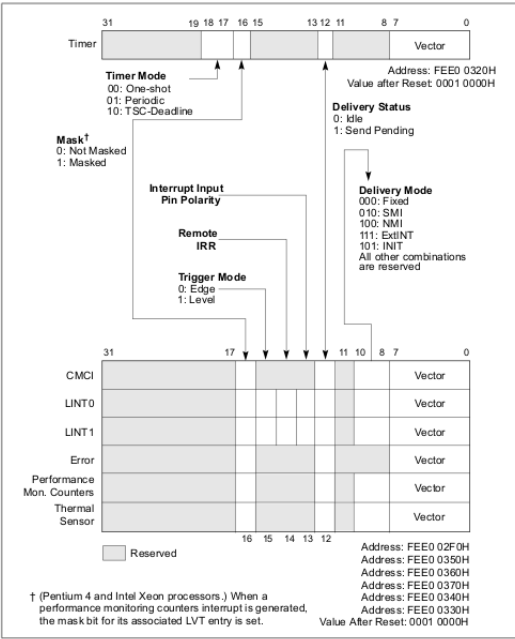 31 19 18 17 16 15 13 12 11 8 7 0
Timer Vector
Address: FEE0 0320H
Value after Reset: 0001 0000H
Timer Mode
00: One-shot
01: Periodic
10: TSC-Deadline
Delivery Status
0: Idle
1: Send Pending
Mask†
0: Not Masked
1: Masked
Interrupt Input
Pin Polarity
Delivery Mode
000: Fixed
010: SMI
100: NMI
111: ExtINT
101: INIT
All other combinations
are reserved
Remote
IRR
Trigger Mode
0: Edge
1: Level
31 17 11 10 8 7 0
CMCI Vector
LINT0 Vector
LINT1 Vector
Error Vector
Performance
Mon. Counters Vector
Thermal
Sensor Vector
16 15 14 13 12
Reserved
Address: FEE0 02F0H
Address: FEE0 0350H
Address: FEE0 0360H
Address: FEE0 0370H
Address: FEE0 0340H
Address: FEE0 0330H
Value After Reset: 0001 0000H
† (Pentium 4 and Intel Xeon processors.) When a
performance monitoring counters interrupt is generated,
the mask bit for its associated LVT entry is set.